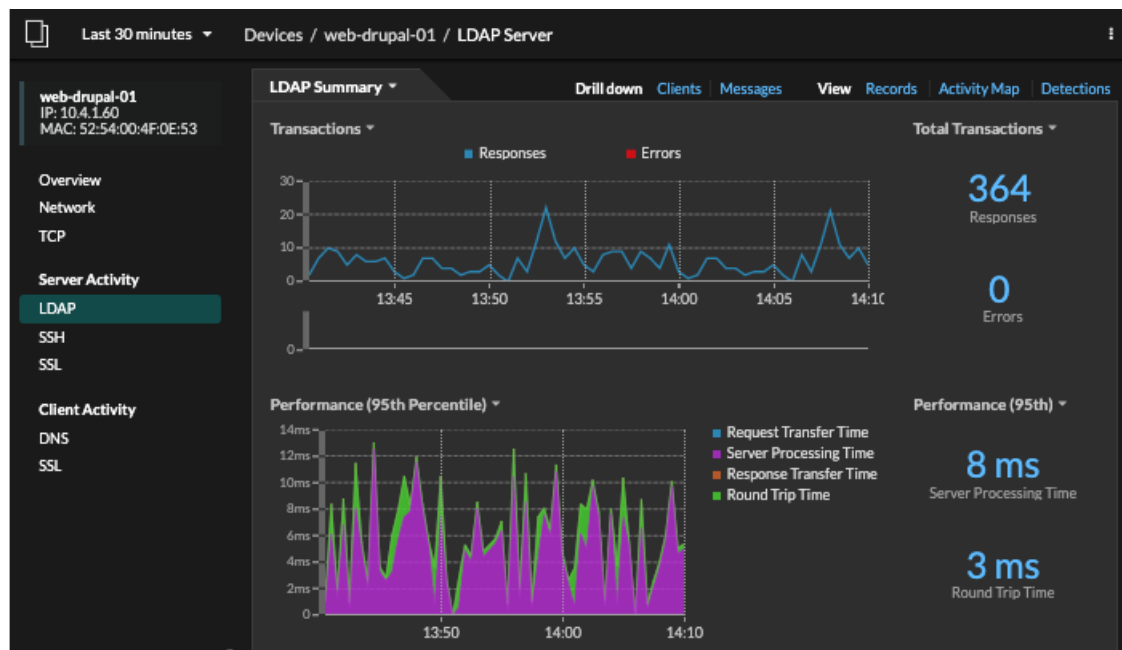 Last 30 minutes
Devices / web-drupal-01 / LDAP Server
web-drupal-01
IP: 10.4.1.60
MAC: 52:54:00:4F:0E:53
Overview
Network
TCP
Server Activity
LDAP
SSH
SSL
Client Activity
DNS
SSL
LDAP Summary
Drill down Clients Messages View Records Activity Map Detections
Transactions
Responses Errors
30
20
10
0
13:45 13:50 13:55 14:00 14:05 14:10
0
Total Transactions
364
Responses
0
Errors
Performance (95th Percentile)
14ms
12ms
10ms
8ms
6ms
4ms
2ms
0
13:50 14:00 14:10
Request Transfer Time
Server Processing Time
Response Transfer Time
Round Trip Time
Performance (95th)
8 ms
Server Processing Time
3 ms
Round Trip Time